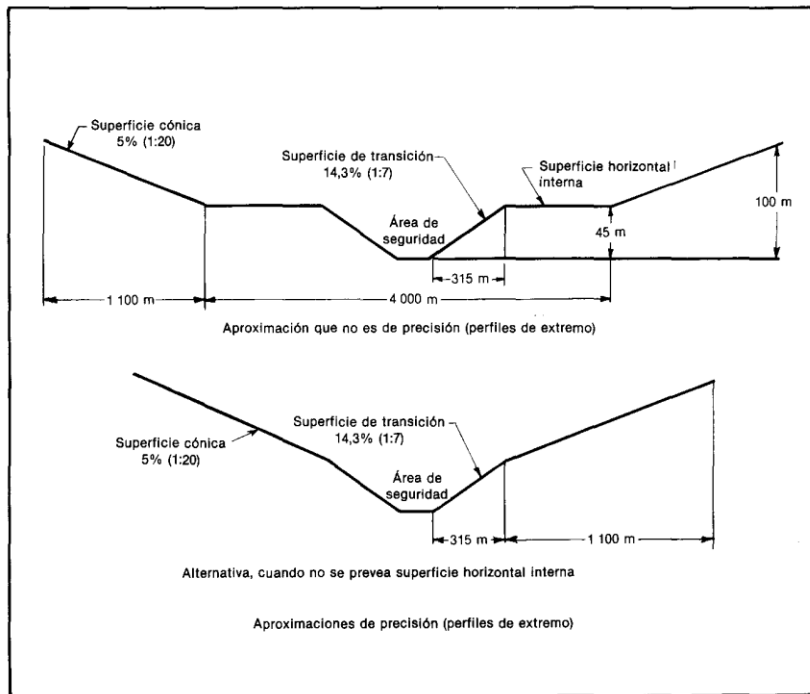 Superficie cónica
5% (1:20)
Superficie de transición
14,3% (1:7)
Superficie horizontal
interna
Área de
seguridad
100 m
45 m
315 m
1 100 m
4 000 m
Aproximación que no es de precisión (perfiles de extremo)
Superficie de transición
14,3% (1:7)
Superficie cónica
5% (1:20)
Área de
seguridad
315 m
1 100 m
Alternativa, cuando no se prevea superficie horizontal interna
Aproximaciones de precisión (perfiles de extremo)